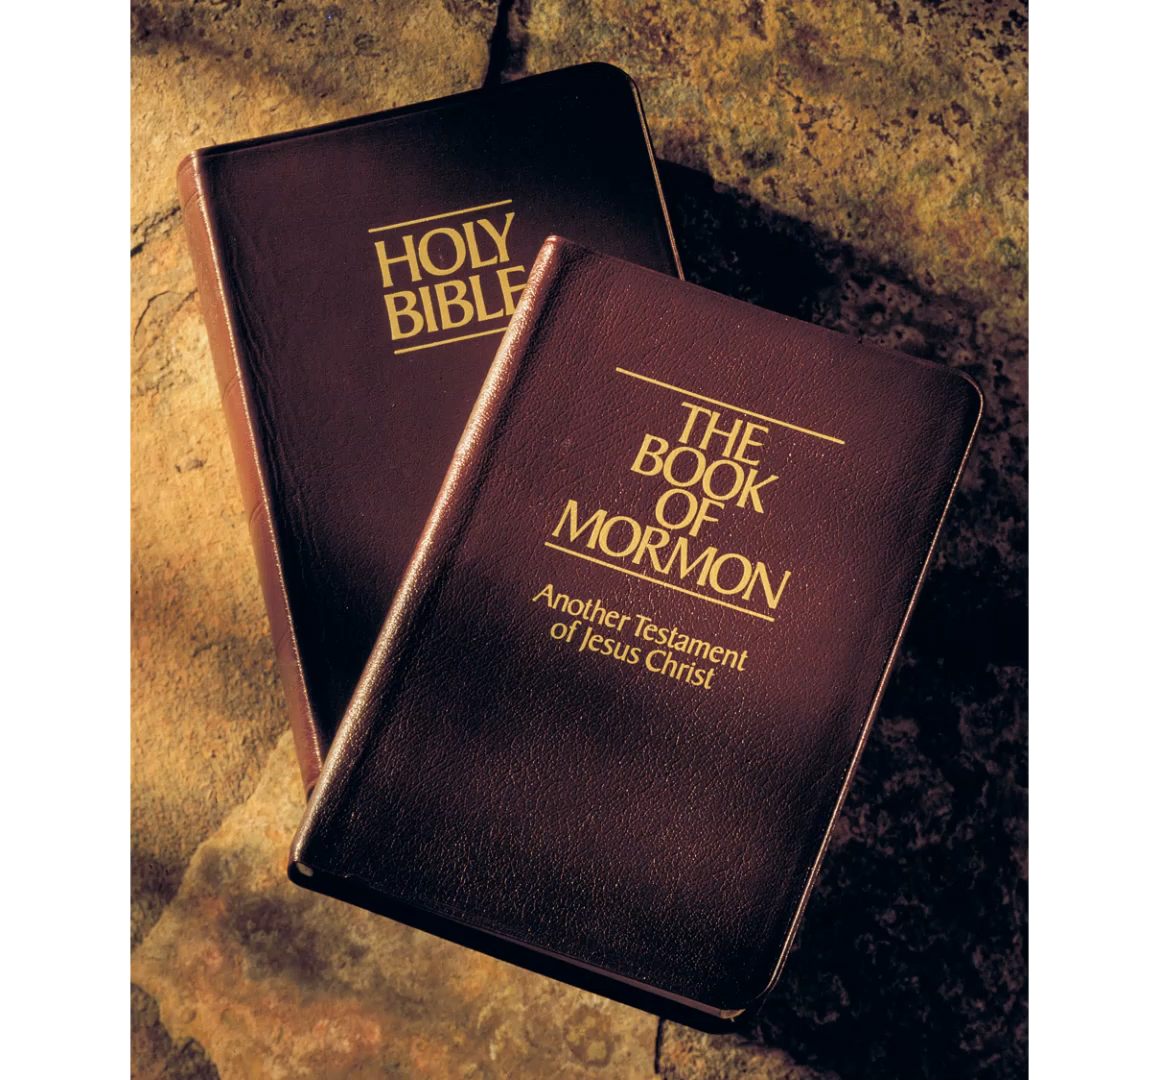 HOLY
BIBLE
THE
BOOK
OF
MORMON
Another Testament
of Jesus Christ